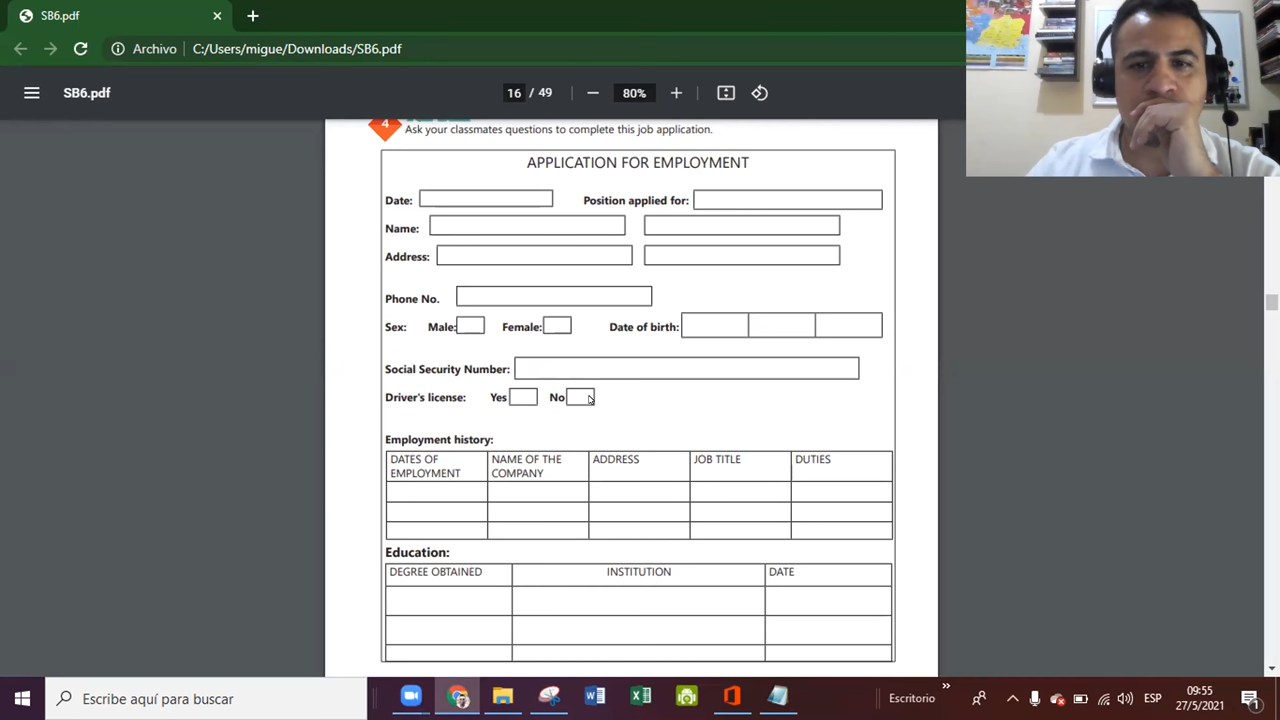 SB6.pdf
Archivo C:/Users/migue/Downloads/SB6.pdf
SB6.pdf
16 / 49
80%
4
Ask your classmates questions to complete this job application.
APPLICATION FOR EMPLOYMENT
Date: Position applied for:
Name:
Address:
Phone No.
Sex: Male: Female: Date of birth:
Social Security Number:
Driver's license: Yes No
Employment history:
DATES OF EMPLOYMENT NAME OF THE COMPANY ADDRESS JOB TITLE DUTIES
Education:
DEGREE OBTAINED INSTITUTION DATE
Escribe aquí para buscar
Escritorio » ESP 09:55
27/5/2021 1